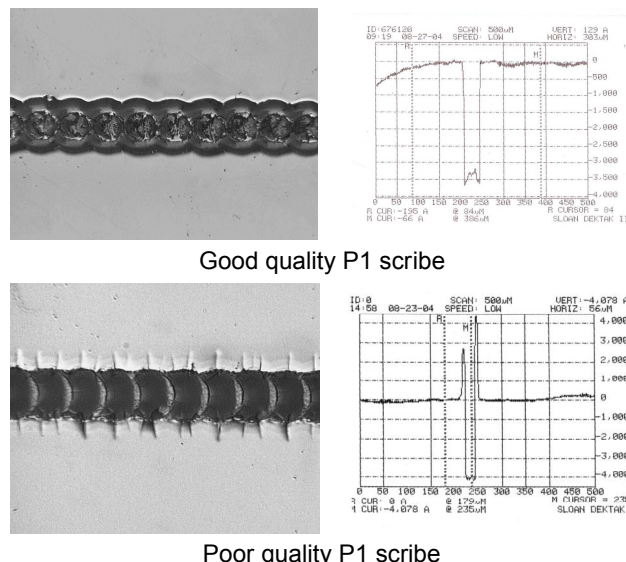 ID:676128 SCAN: 500uM VERT: 129 A
09:19 08-27-04 SPEED: LOW HORIZ: 303uM
R M
0
-500
-1,000
-1,500
-2,000
-2,500
-3,000
-3,500
-4,000
0 50 100 150 200 250 300 350 400 450 500
R CUR:-195 A @ 84uM R CURSOR = 84
M CUR:-66 A @ 386uM SLOAN DEKTAK II
Good quality P1 scribe
ID:0 SCAN: 500uM VERT:-4,078 A
14:58 08-23-04 SPEED: LOW HORIZ: 56uM
R M
4,000
3,000
2,000
1,000
0
-1,000
-2,000
-3,000
-4,000
0 50 100 150 200 250 300 350 400 450 500
R CUR: 0 A @ 179uM M CURSOR = 235
M CUR:-4,078 A @ 235uM SLOAN DEKTAK
Poor quality P1 scribe